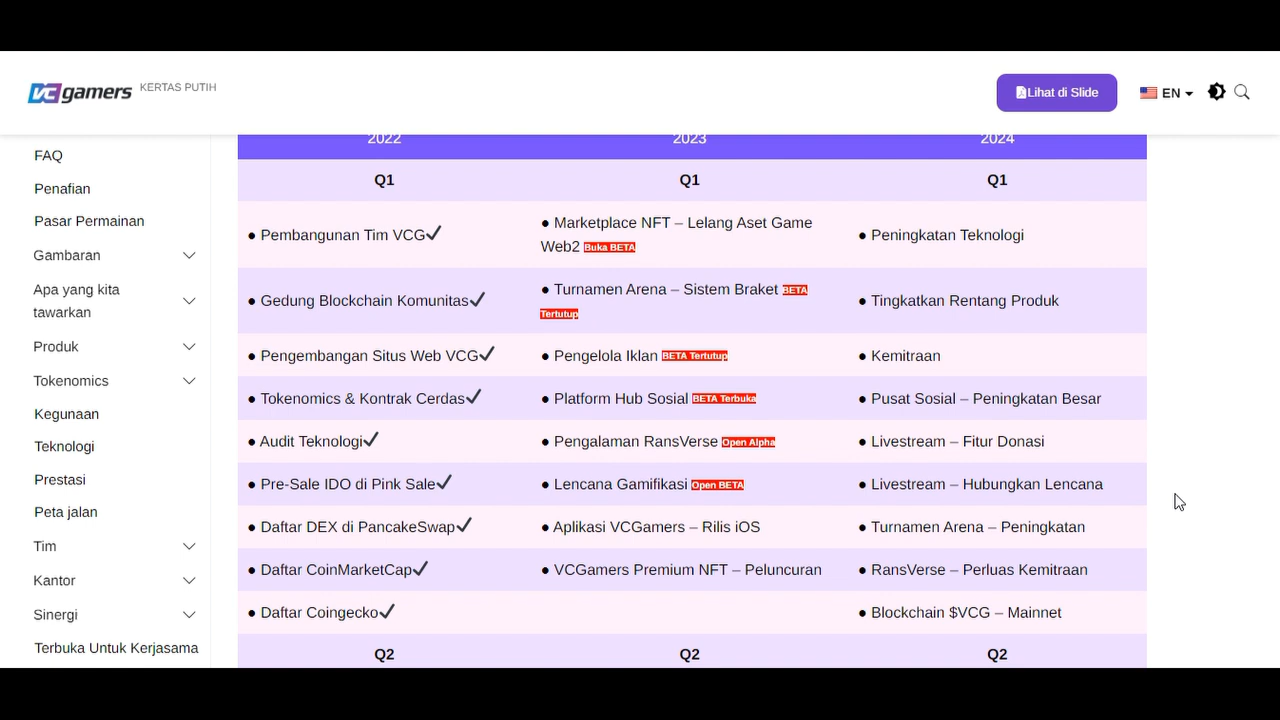 VCgamers KERTAS PUTIH
Lihat di Slide
EN
FAQ
Penafian
Pasar Permainan
Gambaran
Apa yang kita
tawarkan
Produk
Tokenomics
Kegunaan
Teknologi
Prestasi
Peta jalan
Tim
Kantor
Sinergi
Terbuka Untuk Kerjasama
2022 2023 2024
Q1 Q1 Q1
● Pembangunan Tim VCG✔
● Marketplace NFT – Lelang Aset Game
Web2 Buka BETA
● Peningkatan Teknologi
● Gedung Blockchain Komunitas✔
● Turnamen Arena – Sistem Braket BETA
Tertutup
● Tingkatkan Rentang Produk
● Pengembangan Situs Web VCG✔ ● Pengelola Iklan BETA Tertutup ● Kemitraan
● Tokenomics & Kontrak Cerdas✔ ● Platform Hub Sosial BETA Terbuka ● Pusat Sosial – Peningkatan Besar
● Audit Teknologi✔ ● Pengalaman RansVerse Open Alpha ● Livestream – Fitur Donasi
● Pre-Sale IDO di Pink Sale✔ ● Lencana Gamifikasi Open BETA ● Livestream – Hubungkan Lencana
● Daftar DEX di PancakeSwap✔ ● Aplikasi VCGamers – Rilis iOS ● Turnamen Arena – Peningkatan
● Daftar CoinMarketCap✔ ● VCGamers Premium NFT – Peluncuran ● RansVerse – Perluas Kemitraan
● Daftar Coingecko✔ ● Blockchain $VCG – Mainnet
Q2 Q2 Q2